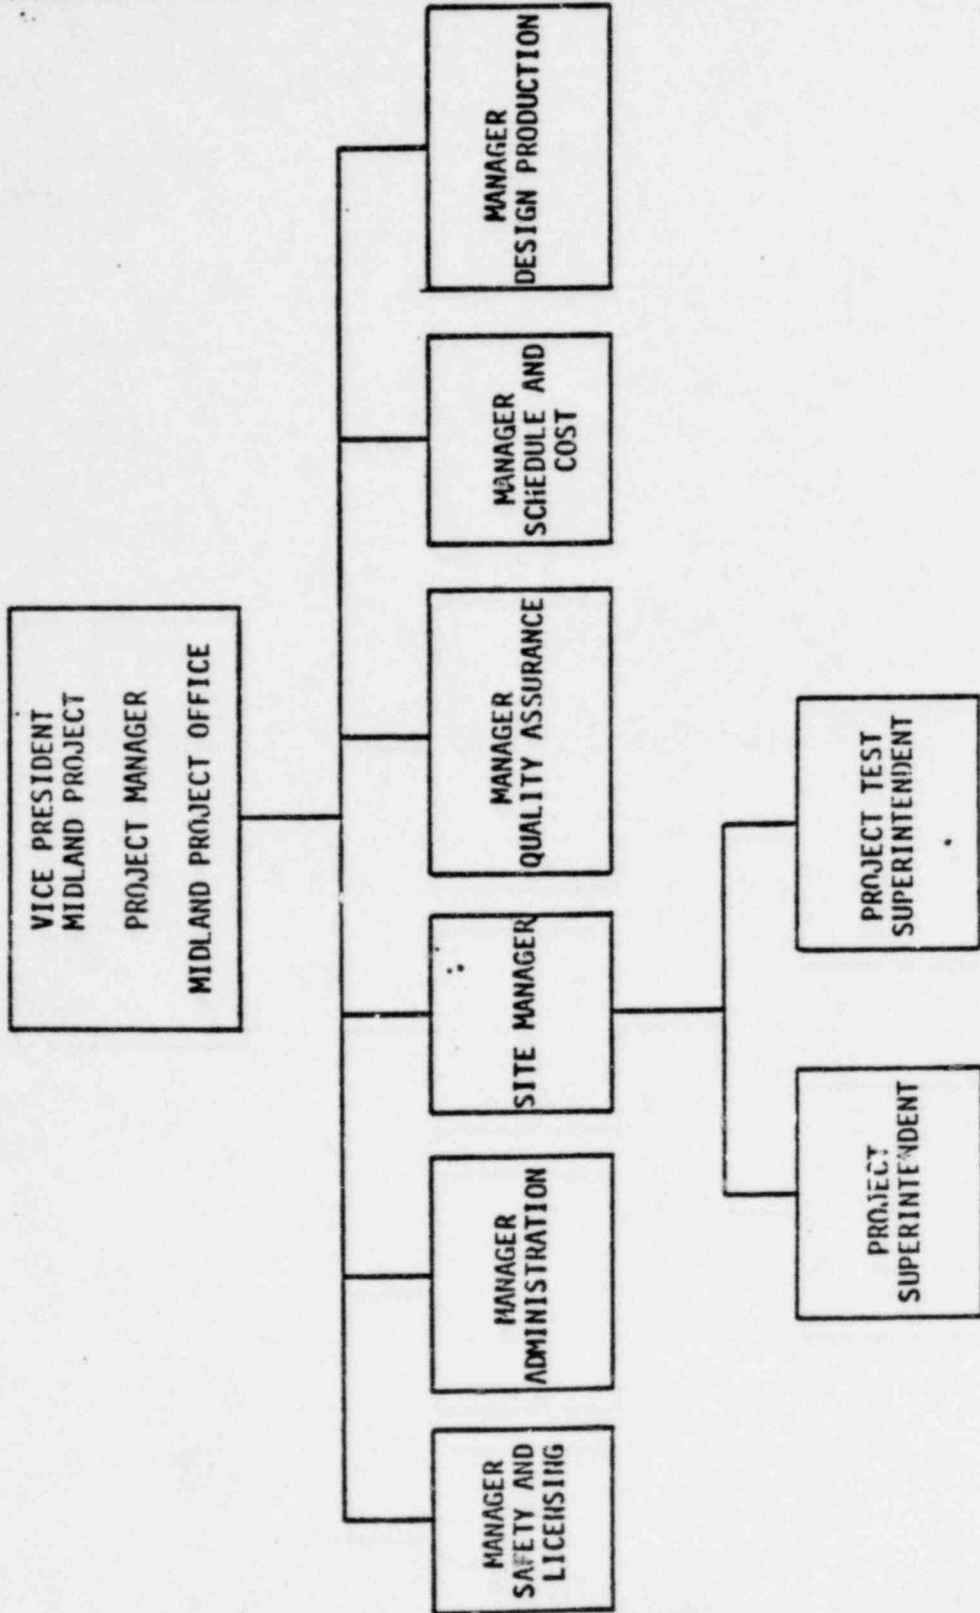 VICE PRESIDENT
MIDLAND PROJECT
PROJECT MANAGER
MIDLAND PROJECT OFFICE
MANAGER
SAFETY AND
LICENSING
MANAGER
ADMINISTRATION
SITE MANAGER
MANAGER
QUALITY ASSURANCE
MANAGER
SCHEDULE AND
COST
MANAGER
DESIGN PRODUCTION
PROJECT
SUPERINTENDENT
PROJECT TEST
SUPERINTENDENT